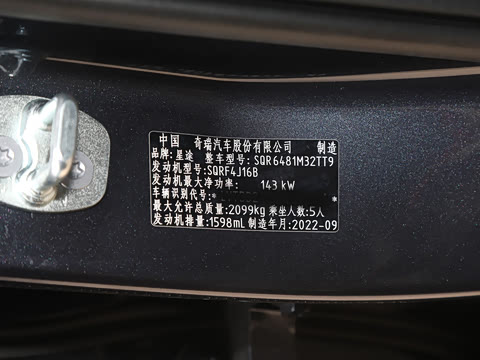 中国 奇瑞汽车股份有限公司 制造
品牌:星途 整车型号:SQR6481M32TT9
发动机型号:SQRF4J16B
发动机最大净功率: 143 kW
车辆识别代号:* *
最大允许总质量:2099kg 乘坐人数:5人
发动机排量:1598mL 制造年月:2022-09